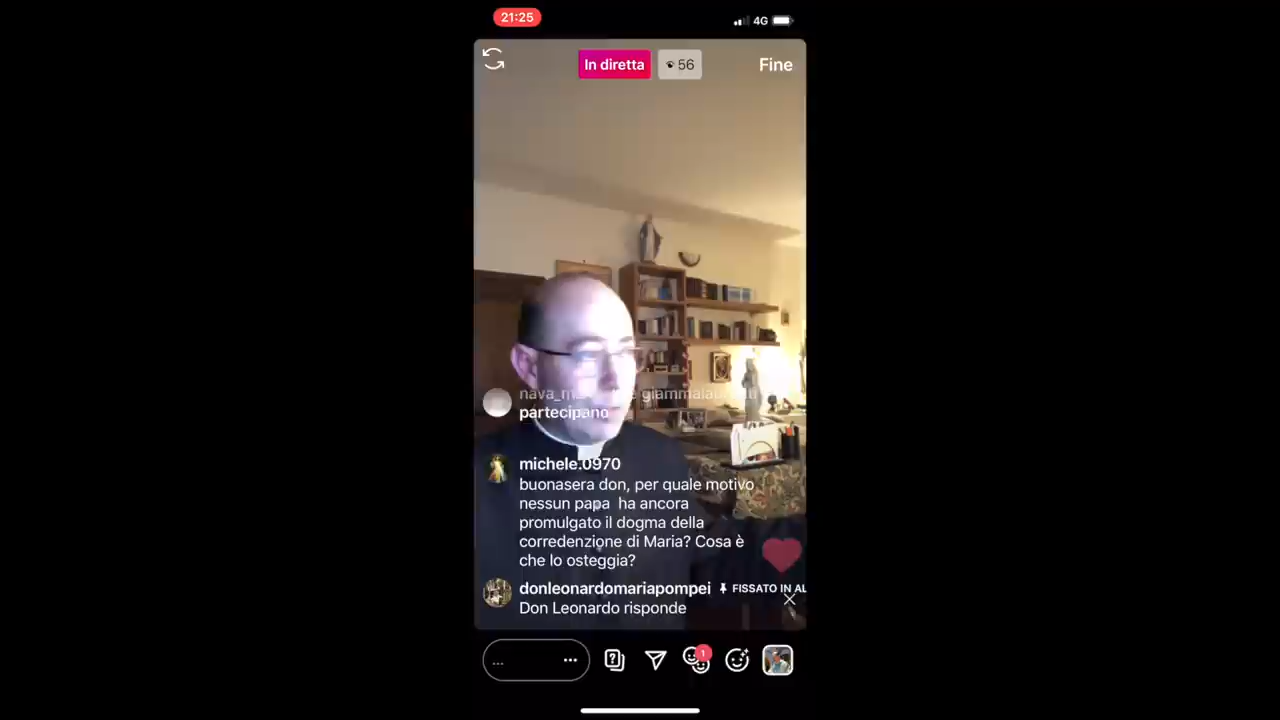 21:25
4G
In diretta
56
Fine
partecipano
michele.0970
buonasera don, per quale motivo
nessun papa ha ancora
promulgato il dogma della
corredenzione di Maria? Cosa è
che lo osteggia?
donleonardomariapompei FISSATO IN AL
Don Leonardo risponde
...
1